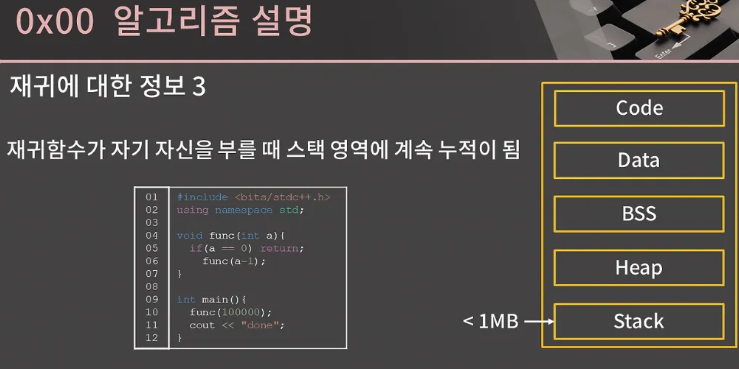 0x00 알고리즘 설명
Enter
재귀에 대한 정보 3
재귀함수가 자기 자신을 부를 때 스택 영역에 계속 누적이 됨
01 #include <bits/stdc++.h>
02 using namespace std;
03
04 void func(int a){
05 if(a == 0) return;
06 func(a-1);
07 }
08
09 int main(){
10 func(100000);
11 cout << "done";
12 }
Code
Data
BSS
Heap
< 1MB
Stack